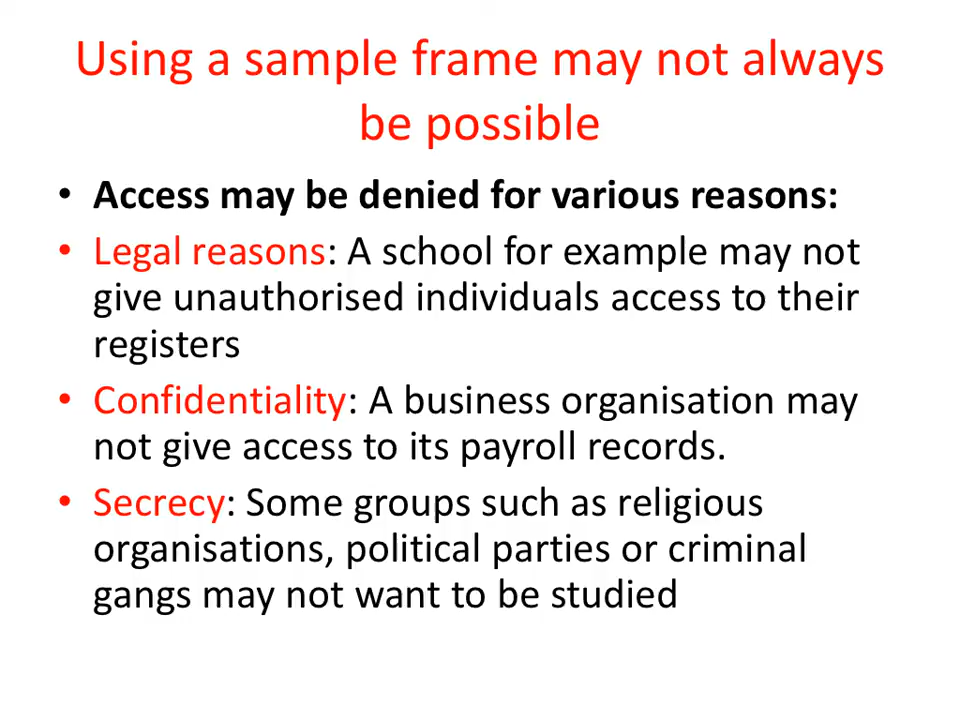 Using a sample frame may not always
be possible
• Access may be denied for various reasons:
• Legal reasons: A school for example may not
give unauthorised individuals access to their
registers
• Confidentiality: A business organisation may
not give access to its payroll records.
• Secrecy: Some groups such as religious
organisations, political parties or criminal
gangs may not want to be studied